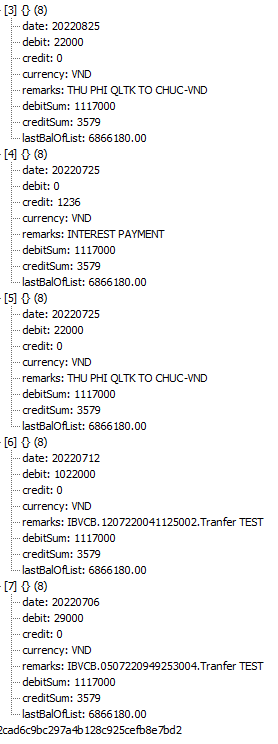 [3] {} (8)
date: 20220825
debit: 22000
credit: 0
currency: VND
remarks: THU PHI QLTK TO CHUC-VND
debitSum: 1117000
creditSum: 3579
lastBalOfList: 6866180.00
[4] {} (8)
date: 20220725
debit: 0
credit: 1236
currency: VND
remarks: INTEREST PAYMENT
debitSum: 1117000
creditSum: 3579
lastBalOfList: 6866180.00
[5] {} (8)
date: 20220725
debit: 22000
credit: 0
currency: VND
remarks: THU PHI QLTK TO CHUC-VND
debitSum: 1117000
creditSum: 3579
lastBalOfList: 6866180.00
[6] {} (8)
date: 20220712
debit: 1022000
credit: 0
currency: VND
remarks: IBVCB.1207220041125002.Tranfer TEST
debitSum: 1117000
creditSum: 3579
lastBalOfList: 6866180.00
[7] {} (8)
date: 20220706
debit: 29000
credit: 0
currency: VND
remarks: IBVCB.0507220949253004.Tranfer TEST
debitSum: 1117000
creditSum: 3579
lastBalOfList: 6866180.00
2cad6c9bc297a4b128c925cefb8e7bd2